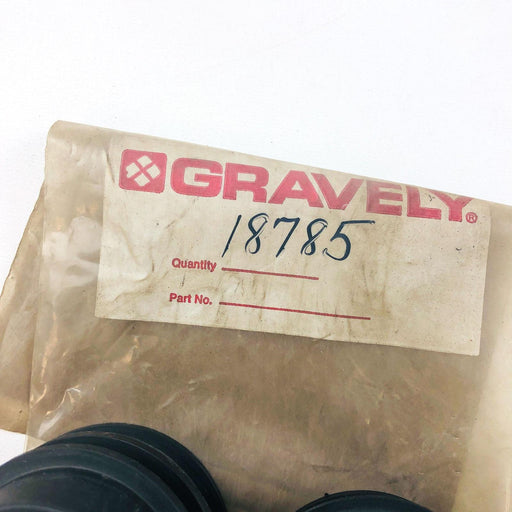 GRAVELY®
18785
Quantity
Part No.